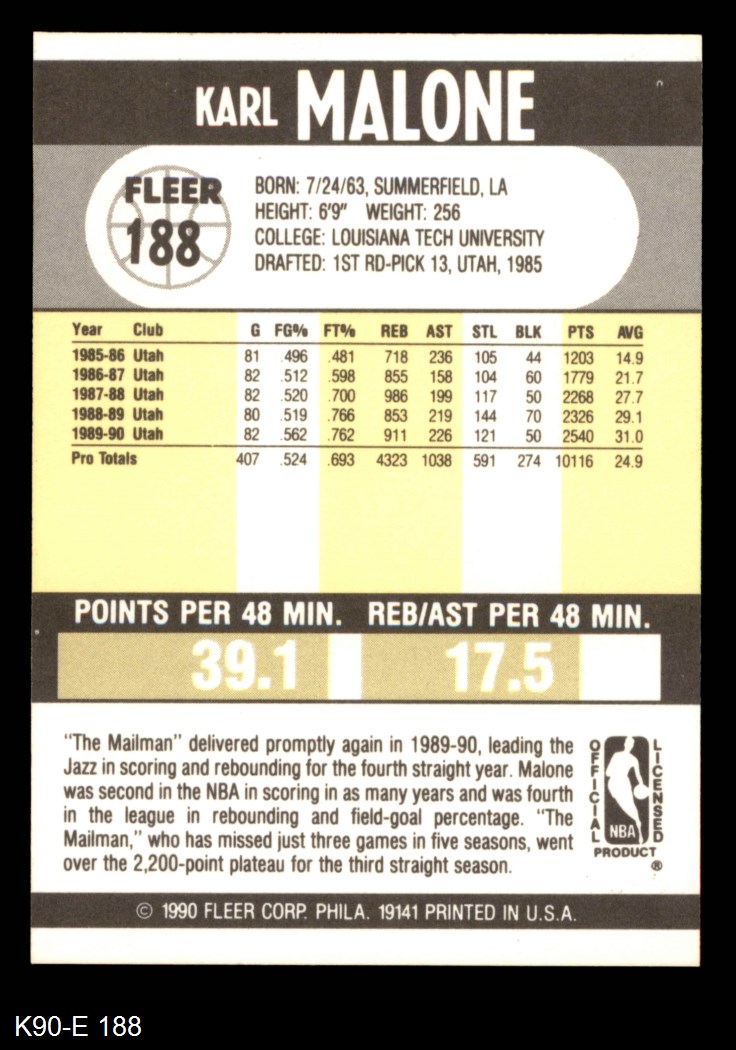 KARL MALONE
FLEER
188
BORN: 7/24/63, SUMMERFIELD, LA
HEIGHT: 6'9" WEIGHT: 256
COLLEGE: LOUISIANA TECH UNIVERSITY
DRAFTED: 1ST RD-PICK 13, UTAH, 1985
Year Club G FG% FT% REB AST STL BLK PTS AVG
1985-86 Utah 81 .496 .481 718 236 105 44 1203 14.9
1986-87 Utah 82 .512 .598 855 158 104 60 1779 21.7
1987-88 Utah 82 .520 .700 986 199 117 50 2268 27.7
1988-89 Utah 80 .519 .766 853 219 144 70 2326 29.1
1989-90 Utah 82 .562 .762 911 226 121 50 2540 31.0
Pro Totals 407 .524 .693 4323 1038 591 274 10116 24.9
POINTS PER 48 MIN. REB/AST PER 48 MIN.
39.1 17.5
"The Mailman" delivered promptly again in 1989-90, leading the
Jazz in scoring and rebounding for the fourth straight year. Malone
was second in the NBA in scoring in as many years and was fourth
in the league in rebounding and field-goal percentage. "The
Mailman," who has missed just three games in five seasons, went
over the 2,200-point plateau for the third straight season.
OFFICIAL
LICENSED
NBA
PRODUCT
®
© 1990 FLEER CORP. PHILA. 19141 PRINTED IN U.S.A.
K90-E 188